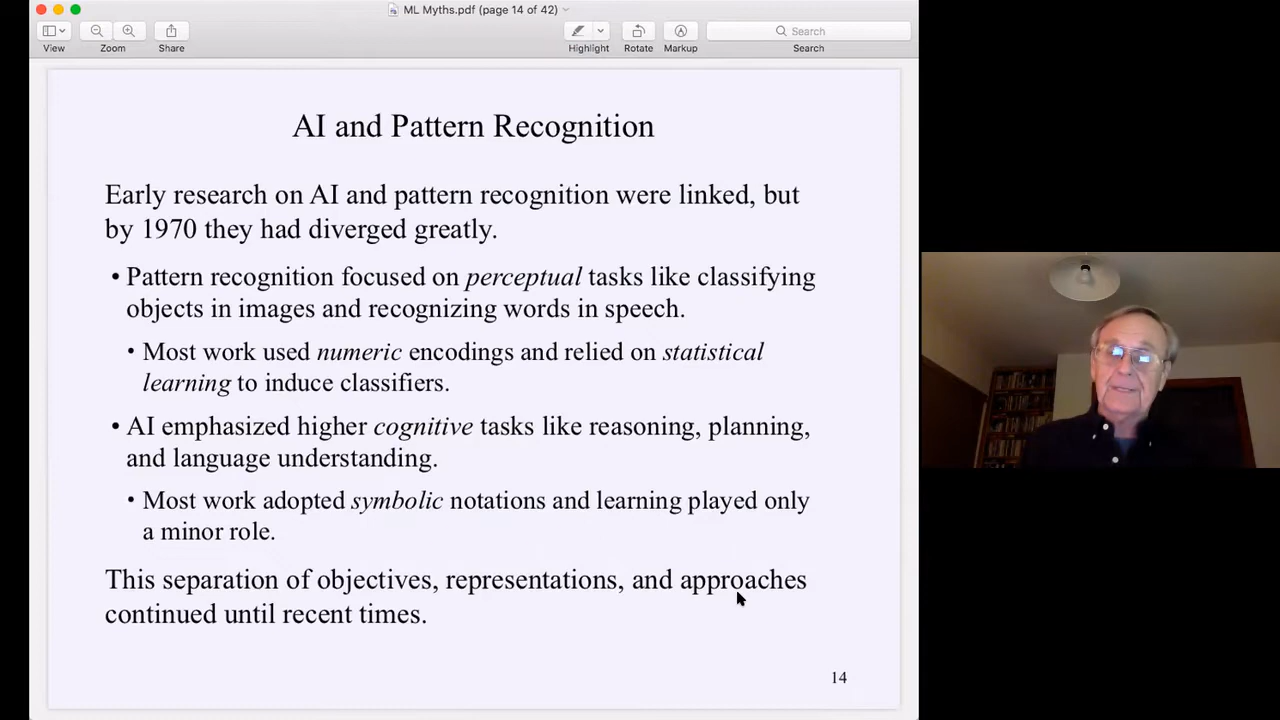 ML Myths.pdf (page 14 of 42)
View
Zoom
Share
Highlight
Rotate
Markup
Search
Search
AI and Pattern Recognition
Early research on AI and pattern recognition were linked, but
by 1970 they had diverged greatly.
• Pattern recognition focused on perceptual tasks like classifying
objects in images and recognizing words in speech.
• Most work used numeric encodings and relied on statistical
learning to induce classifiers.
• AI emphasized higher cognitive tasks like reasoning, planning,
and language understanding.
• Most work adopted symbolic notations and learning played only
a minor role.
This separation of objectives, representations, and approaches
continued until recent times.
14